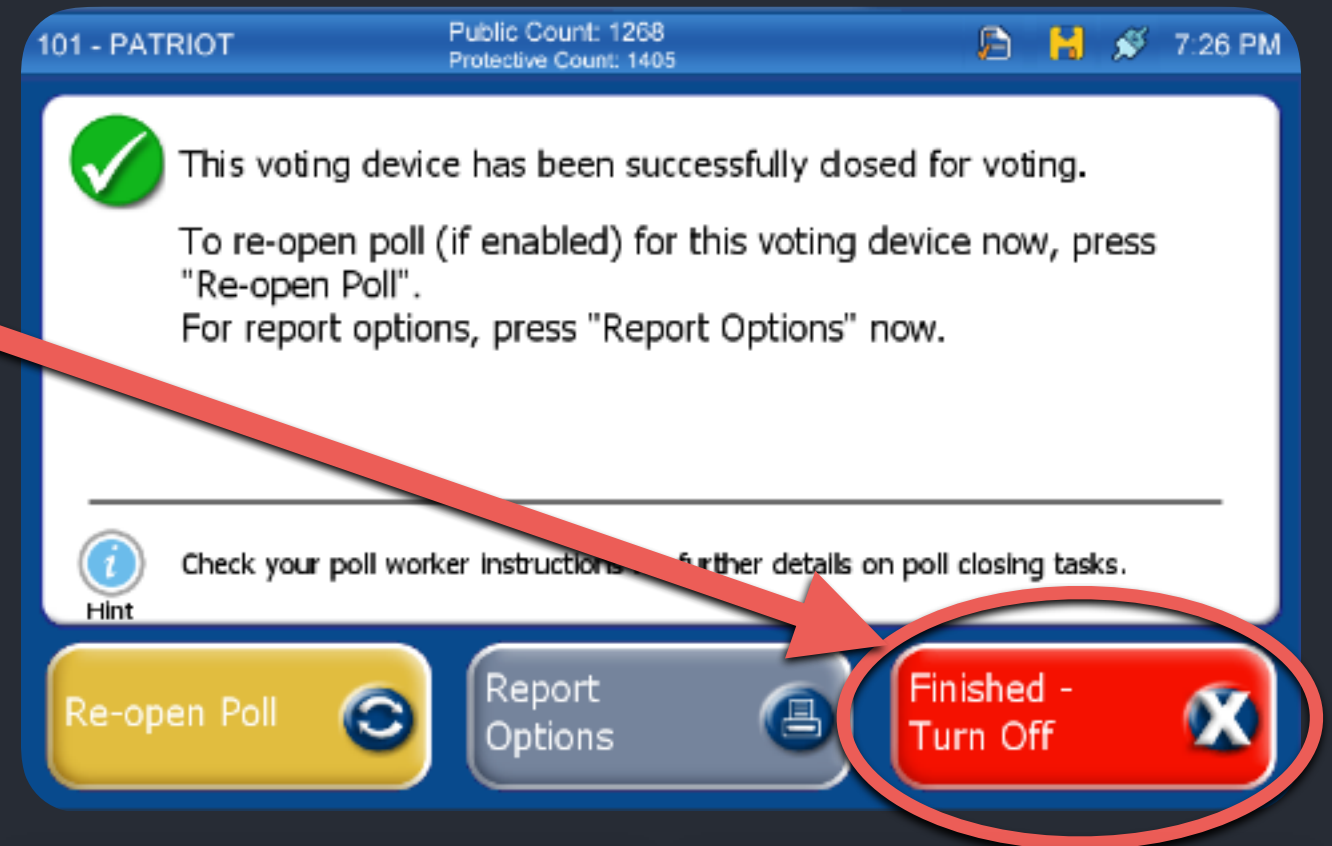 101 - PATRIOT
Public Count: 1268
Protective Count: 1405
7:26 PM
This voting device has been successfully closed for voting.
To re-open poll (if enabled) for this voting device now, press
"Re-open Poll".
For report options, press "Report Options" now.
Check your poll worker instructions further details on poll closing tasks.
Hint
Re-open Poll
Report
Options
Finished -
Turn Off